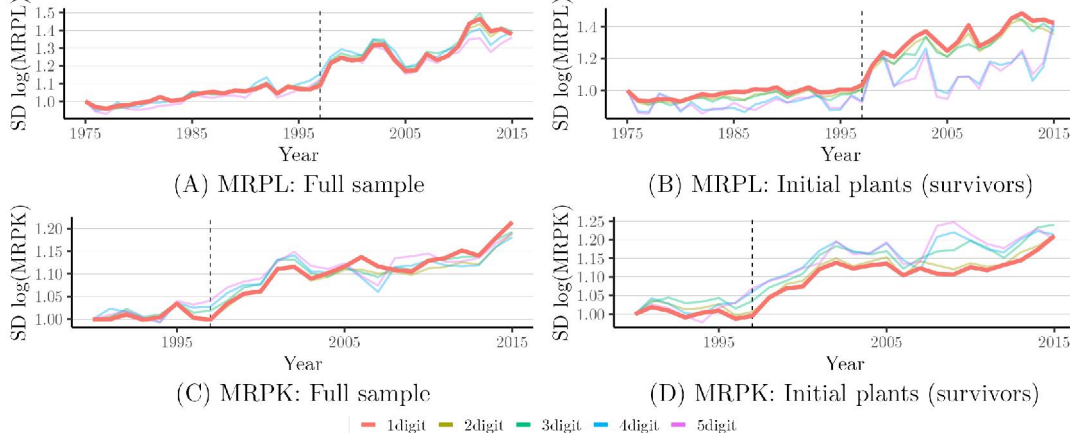 SD log(MRPL)
1.5
1.4
1.3
1.2
1.1
1.0
1975 1985 1995 2005 2015
Year
(A) MRPL: Full sample
SD log(MRPL)
1.4
1.2
1.0
1975 1985 1995 2005 2015
Year
(B) MRPL: Initial plants (survivors)
SD log(MRPK)
1.20
1.15
1.10
1.05
1.00
1995 2005 2015
Year
(C) MRPK: Full sample
SD log(MRPK)
1.25
1.20
1.15
1.10
1.05
1.00
1995 2005 2015
Year
(D) MRPK: Initial plants (survivors)
1digit 2digit 3digit 4digit 5digit